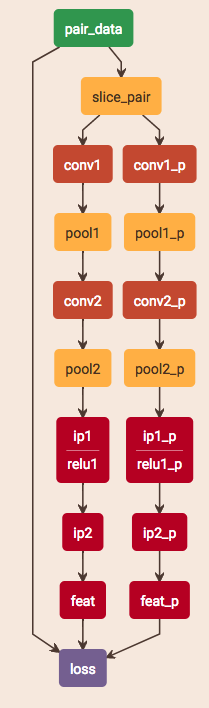 pair_data
slice_pair
conv1
conv1_p
pool1
pool1_p
conv2
conv2_p
pool2
pool2_p
ip1
relu1
ip1_p
relu1_p
ip2
ip2_p
feat
feat_p
loss